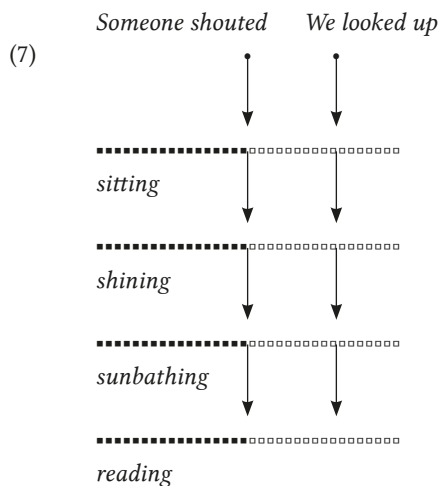 Someone shouted We looked up
(7)
sitting
shining
sunbathing
reading